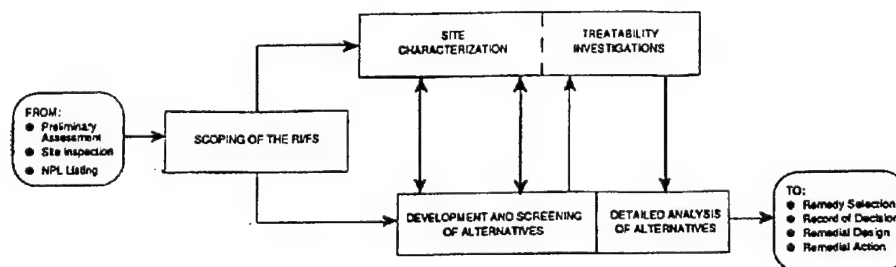 SITE
CHARACTERIZATION
TREATABILITY
INVESTIGATIONS
FROM:
Preliminary
Assessment
Site Inspection
NPL Listing
SCOPING OF THE RI/FS
DEVELOPMENT AND SCREENING
OF ALTERNATIVES
DETAILED ANALYSIS
OF ALTERNATIVES
TO:
Remedy Selection
Record of Decision
Remedial Design
Remedial Action